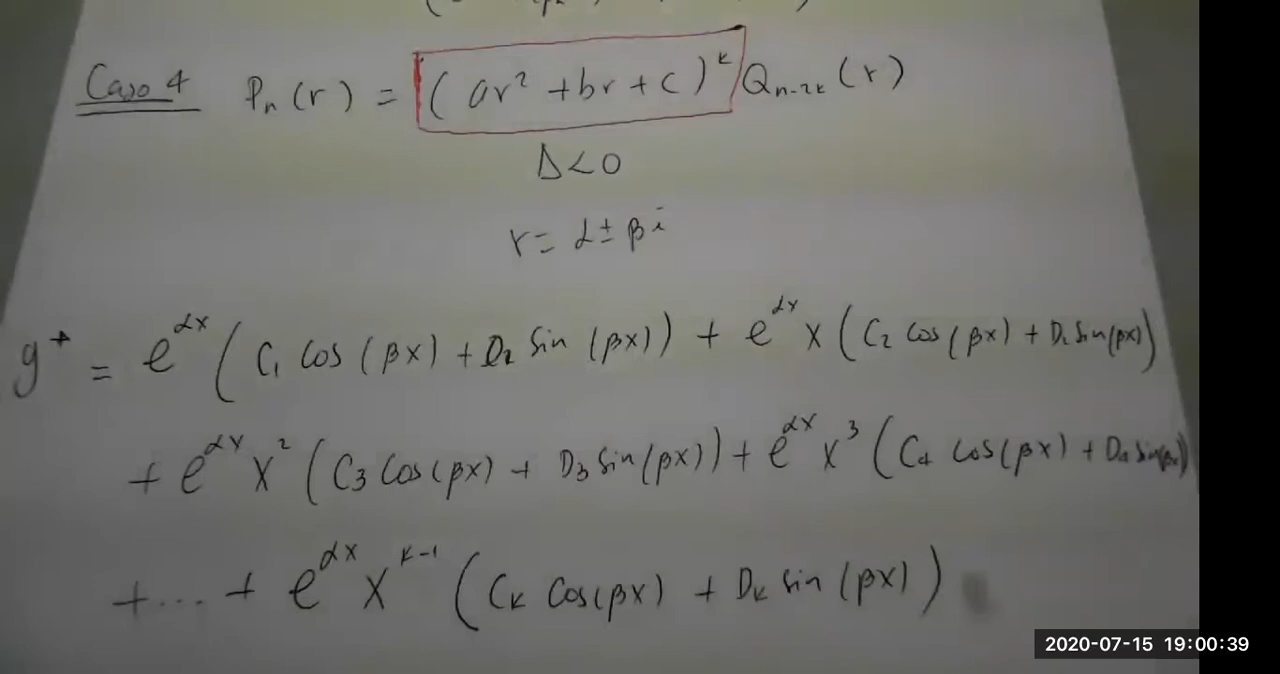 Caso 4 Pn(r) = (ar² + br + c)^k Qn-2k(r)
Δ<0
r = α ± βi
y* = e^αx (C₁ cos(βx) + D₁ sin(βx)) + e^αx x (C₂ cos(βx) + D₂ sin(βx))
+ e^αx x² (C₃ cos(βx) + D₃ sin(βx)) + e^αx x³ (C₄ cos(βx) + D₄ sin(βx))
+ ... + e^αx x^k-1 (Ck cos(βx) + Dk sin(βx))
2020-07-15 19:00:39